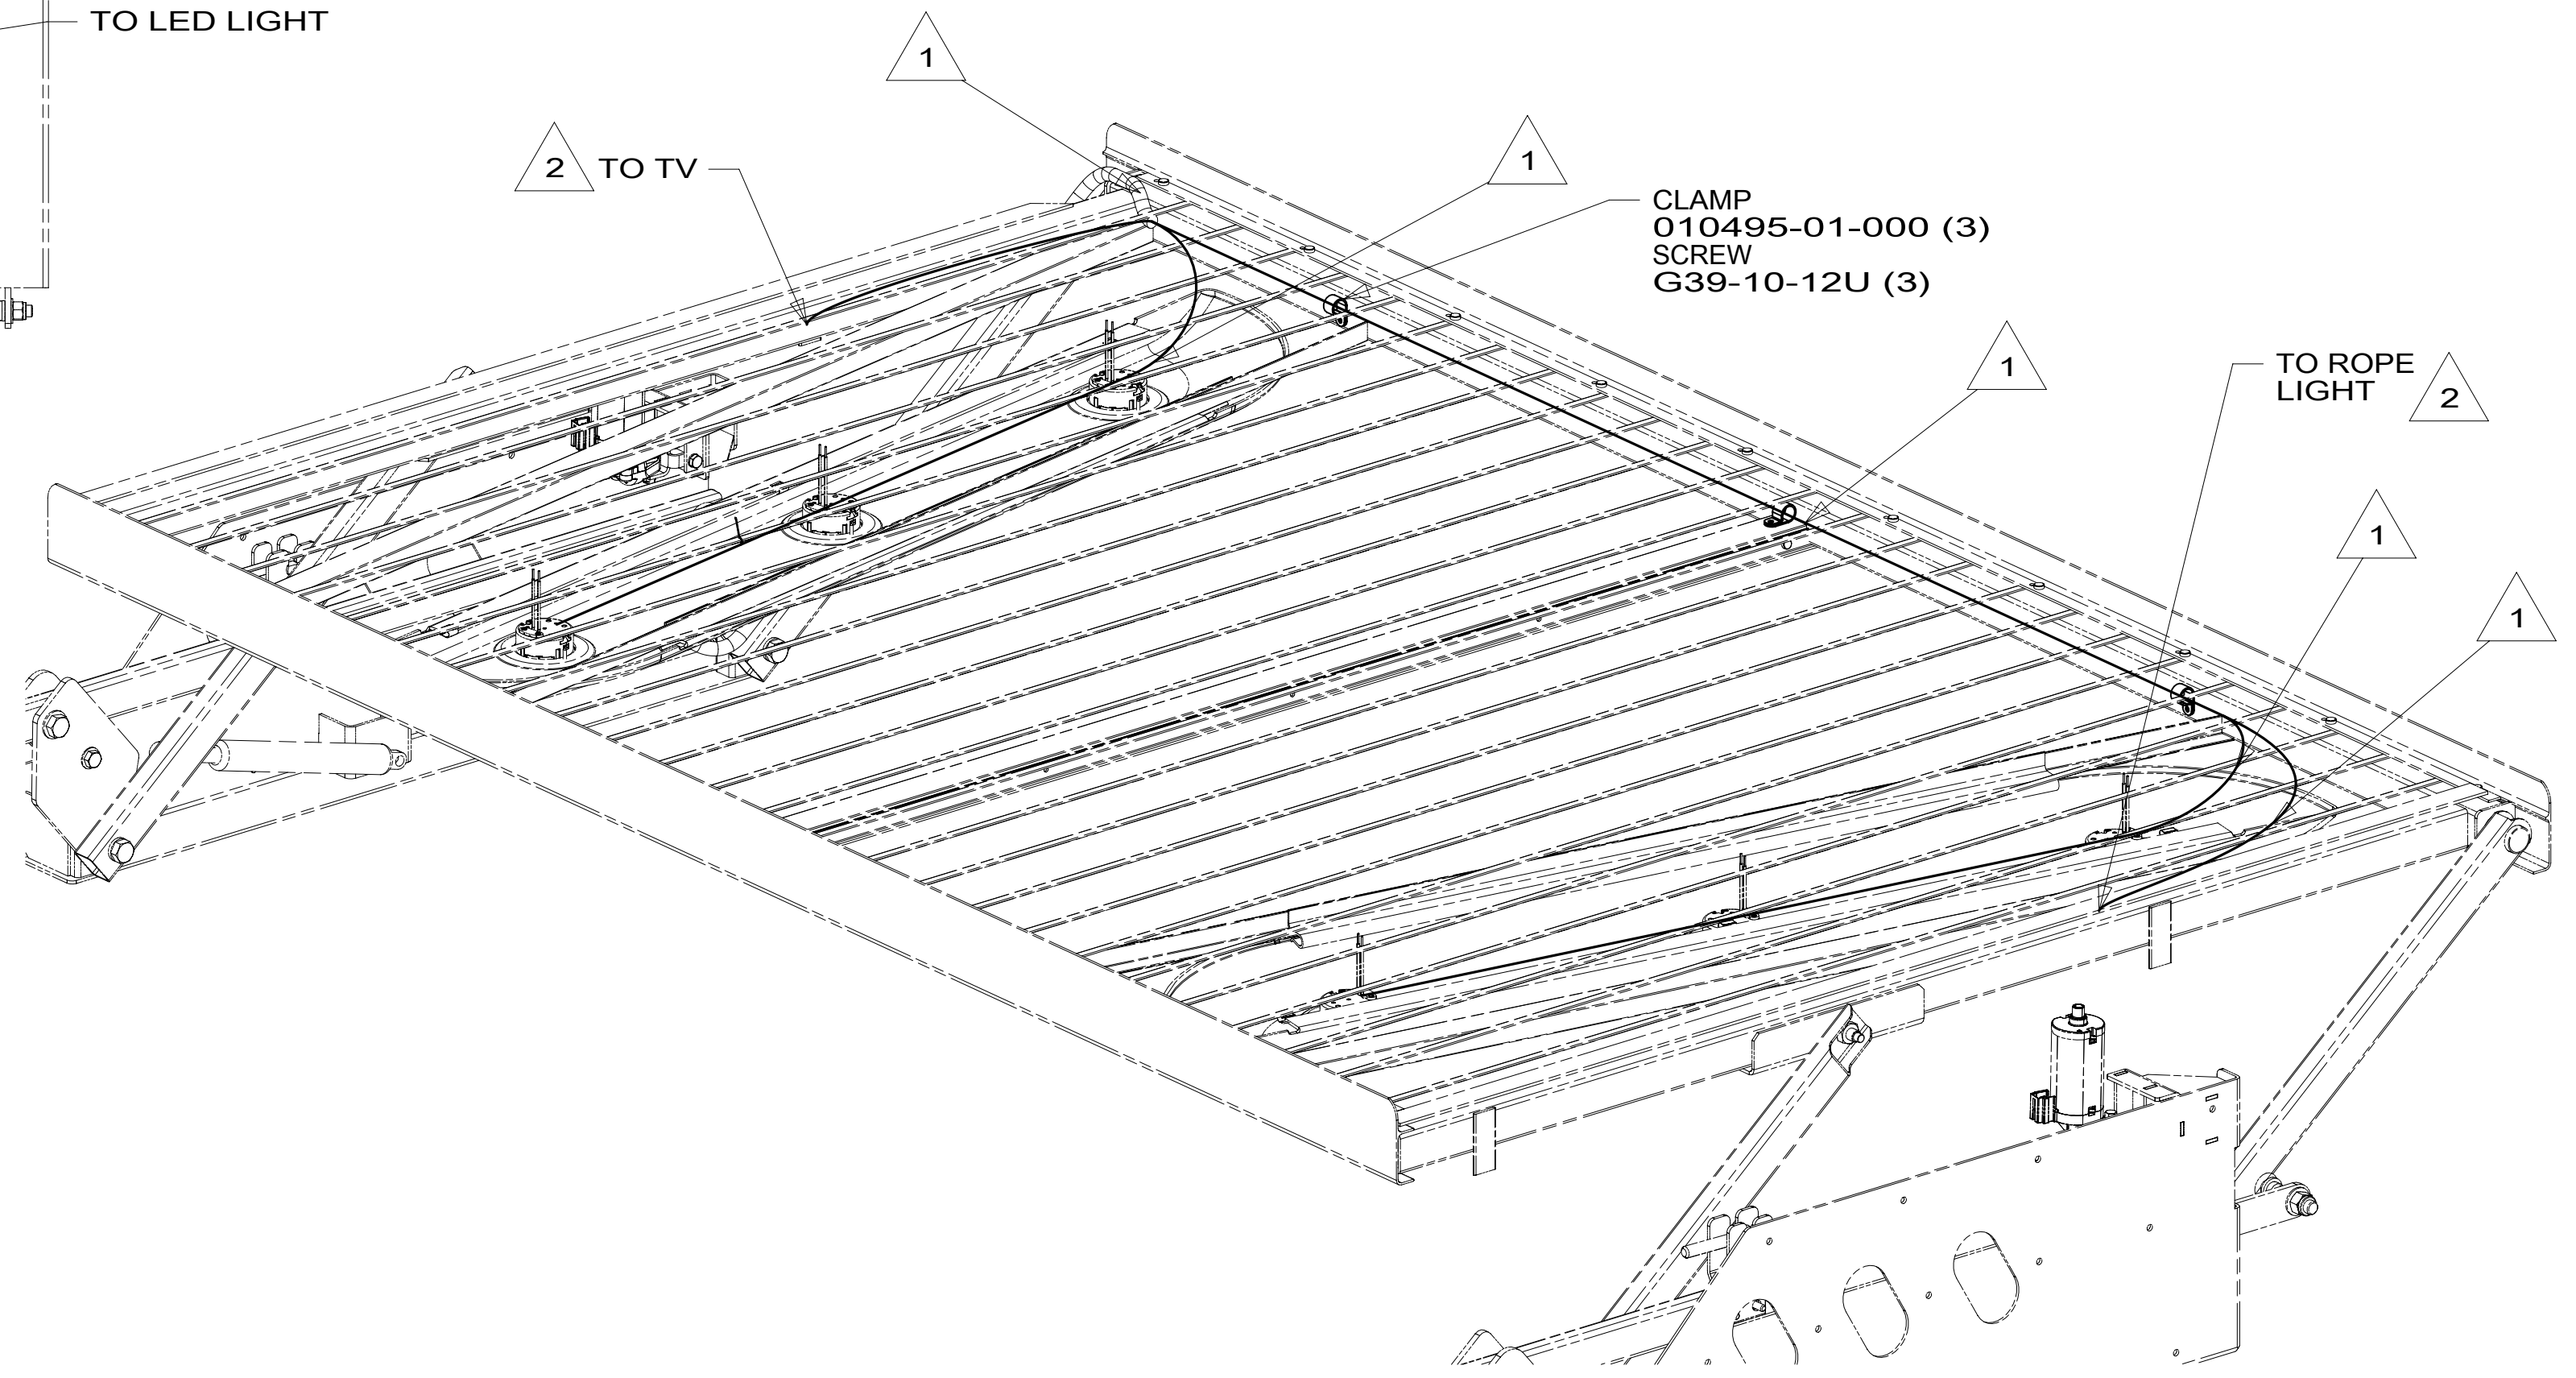 TO LED LIGHT
1
2 TO TV
1
CLAMP
010495-01-000 (3)
SCREW
G39-10-12U (3)
1
TO ROPE
LIGHT
2
1
1